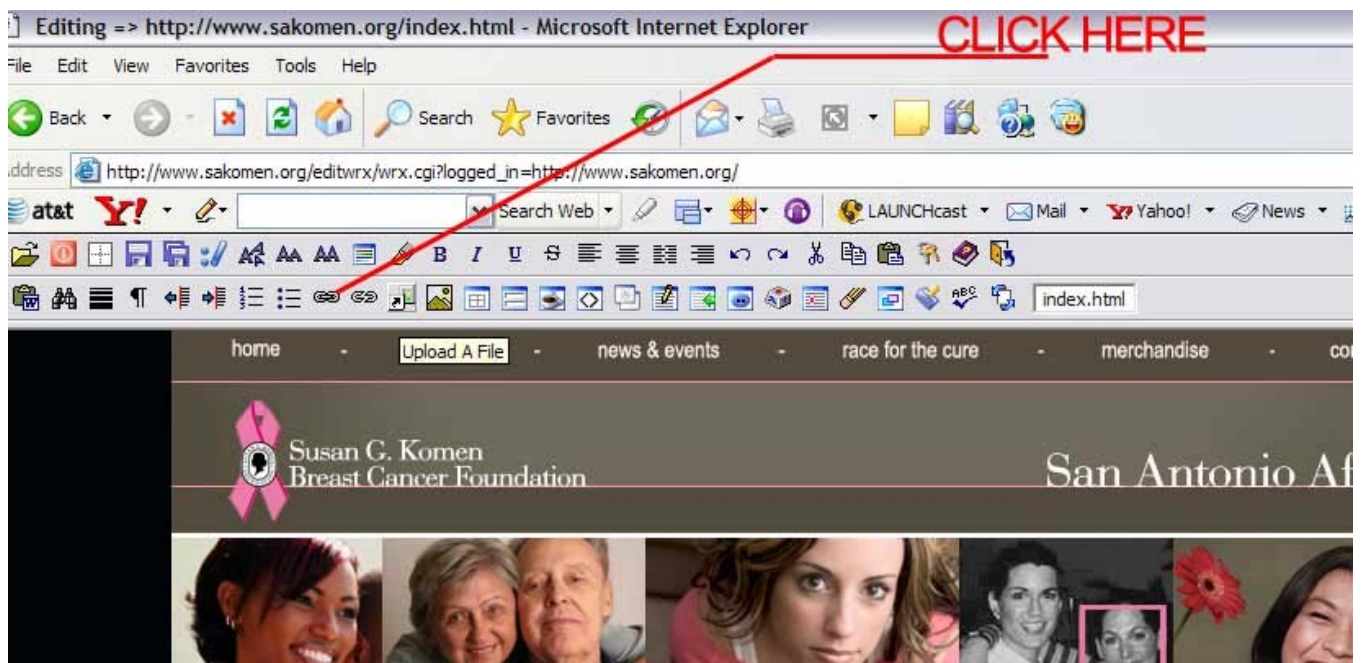 Editing => http://www.sakomen.org/index.html - Microsoft Internet Explorer
CLICK HERE
File Edit View Favorites Tools Help
Back Search Favorites
Address http://www.sakomen.org/editwrx/wrx.cgi?logged_in=http://www.sakomen.org/
at&t Y! Search Web LAUNCHcast Mail Yahoo! News
B I U S
W ABC index.html
home - Upload A File - news & events - race for the cure - merchandise -
Susan G. Komen
Breast Cancer Foundation
San Antonio